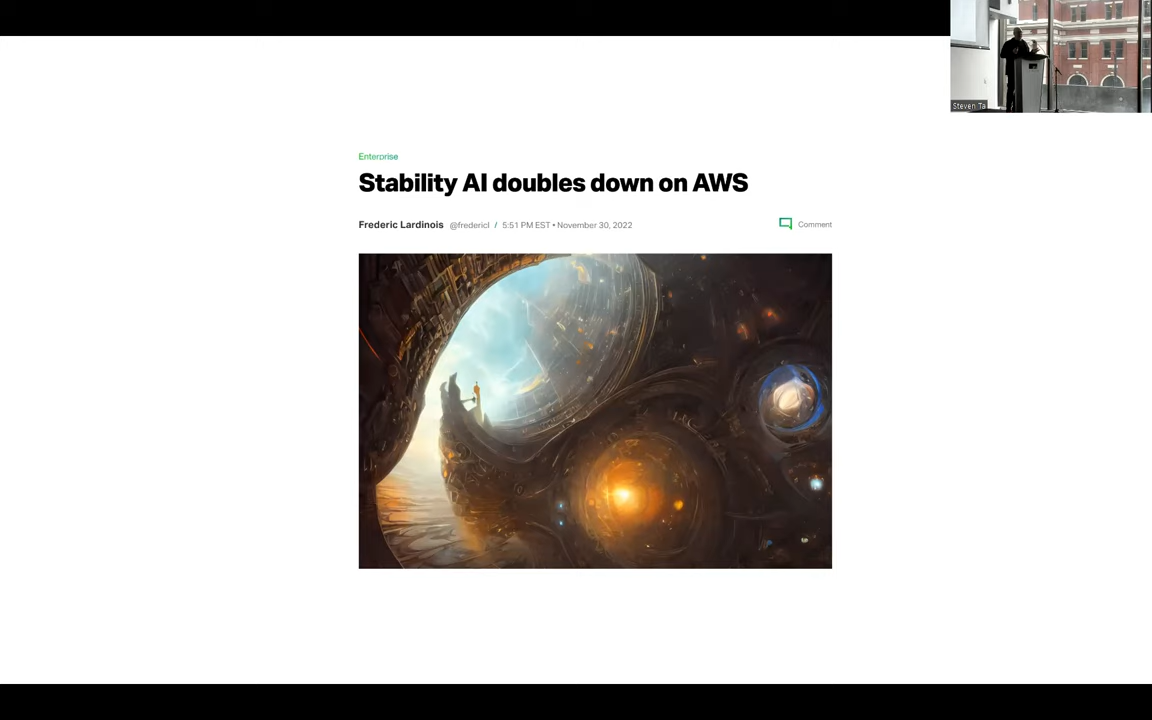 Steven Ta
Enterprise
Stability AI doubles down on AWS
Frederic Lardinois @fredericl / 5:51 PM EST • November 30, 2022
Comment